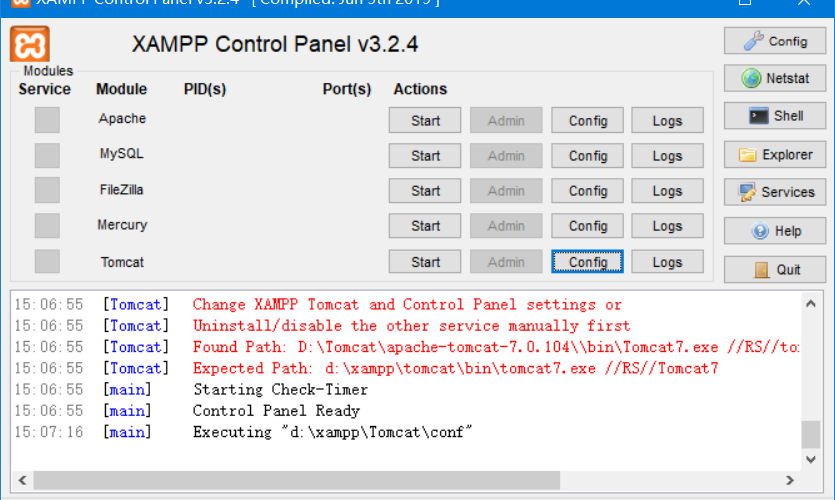 XAMPP Control Panel v3.2.4 [ Compiled: Jun 5th 2019 ]
XAMPP Control Panel v3.2.4
Config
Modules
Service Module PID(s) Port(s) Actions
Netstat
Apache Start Admin Config Logs
Shell
MySQL Start Admin Config Logs
Explorer
FileZilla Start Admin Config Logs
Services
Mercury Start Admin Config Logs
Help
Tomcat Start Admin Config Logs
Quit
15:06:55 [Tomcat] Change XAMPP Tomcat and Control Panel settings or
15:06:55 [Tomcat] Uninstall/disable the other service manually first
15:06:55 [Tomcat] Found Path: D:\Tomcat\apache-tomcat-7.0.104\\bin\Tomcat7.exe //RS//to
15:06:55 [Tomcat] Expected Path: d:\xampp\tomcat\bin\tomcat7.exe //RS//Tomcat7
15:06:55 [main] Starting Check-Timer
15:06:55 [main] Control Panel Ready
15:07:16 [main] Executing "d:\xampp\Tomcat\conf"